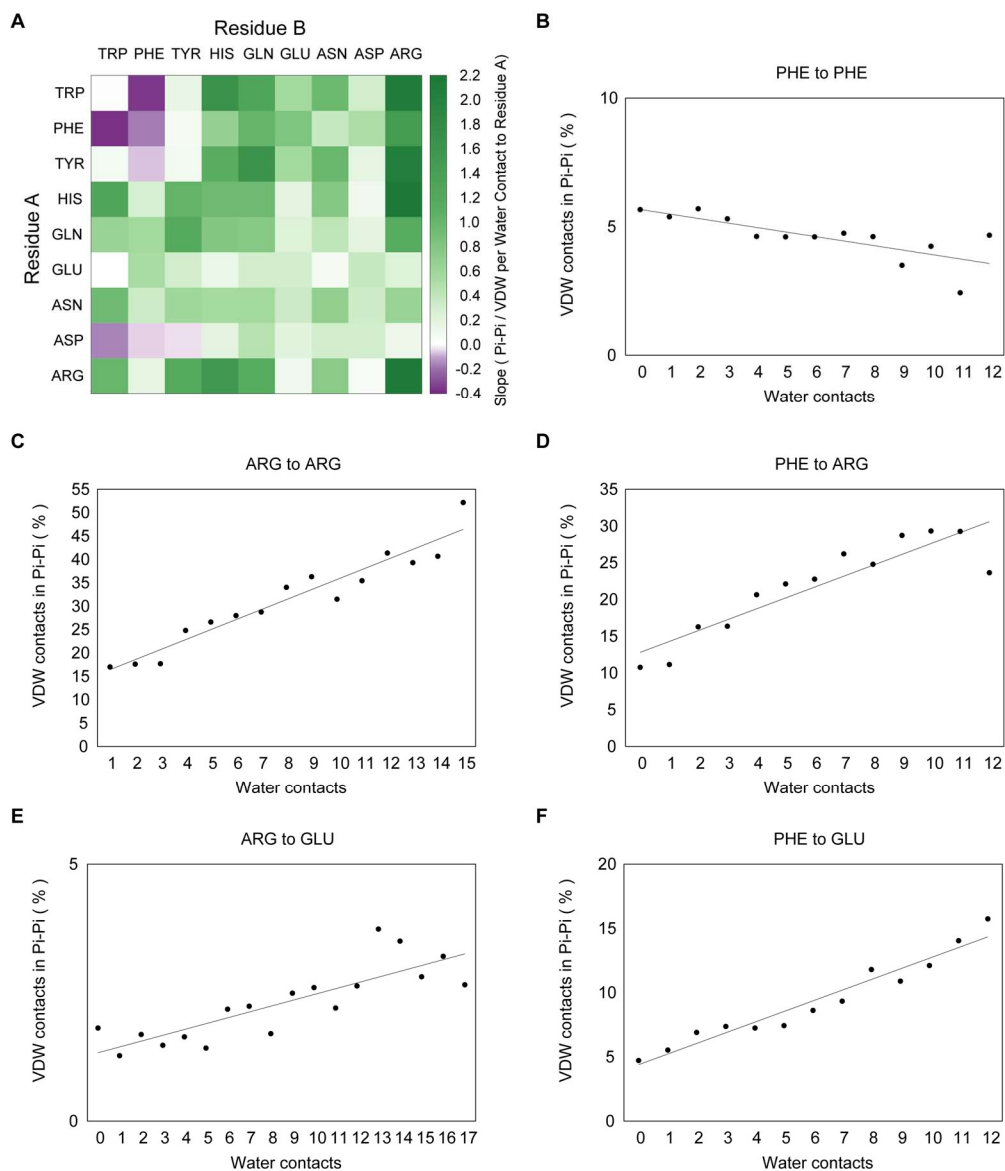 A
Residue B
TRP PHE TYR HIS GLN GLU ASN ASP ARG
Residue A
TRP
PHE
TYR
HIS
GLN
GLU
ASN
ASP
ARG
2.2
2.0
1.8
1.6
1.4
1.2
1.0
0.8
0.6
0.4
0.2
0.0
-0.2
-0.4
Slope ( Pi-Pi / VDW per Water Contact to Residue A)
B
PHE to PHE
VDW contacts in Pi-Pi ( % )
10
5
0
0 1 2 3 4 5 6 7 8 9 10 11 12
Water contacts
C
ARG to ARG
VDW contacts in Pi-Pi ( % )
55
50
45
40
35
30
25
20
15
10
5
0
1 2 3 4 5 6 7 8 9 10 11 12 13 14 15
Water contacts
D
PHE to ARG
VDW contacts in Pi-Pi ( % )
35
30
25
20
15
10
5
0
0 1 2 3 4 5 6 7 8 9 10 11 12
Water contacts
E
ARG to GLU
VDW contacts in Pi-Pi ( % )
5
0
0 1 2 3 4 5 6 7 8 9 10 11 12 13 14 15 16 17
Water contacts
F
PHE to GLU
VDW contacts in Pi-Pi ( % )
20
15
10
5
0
0 1 2 3 4 5 6 7 8 9 10 11 12
Water contacts